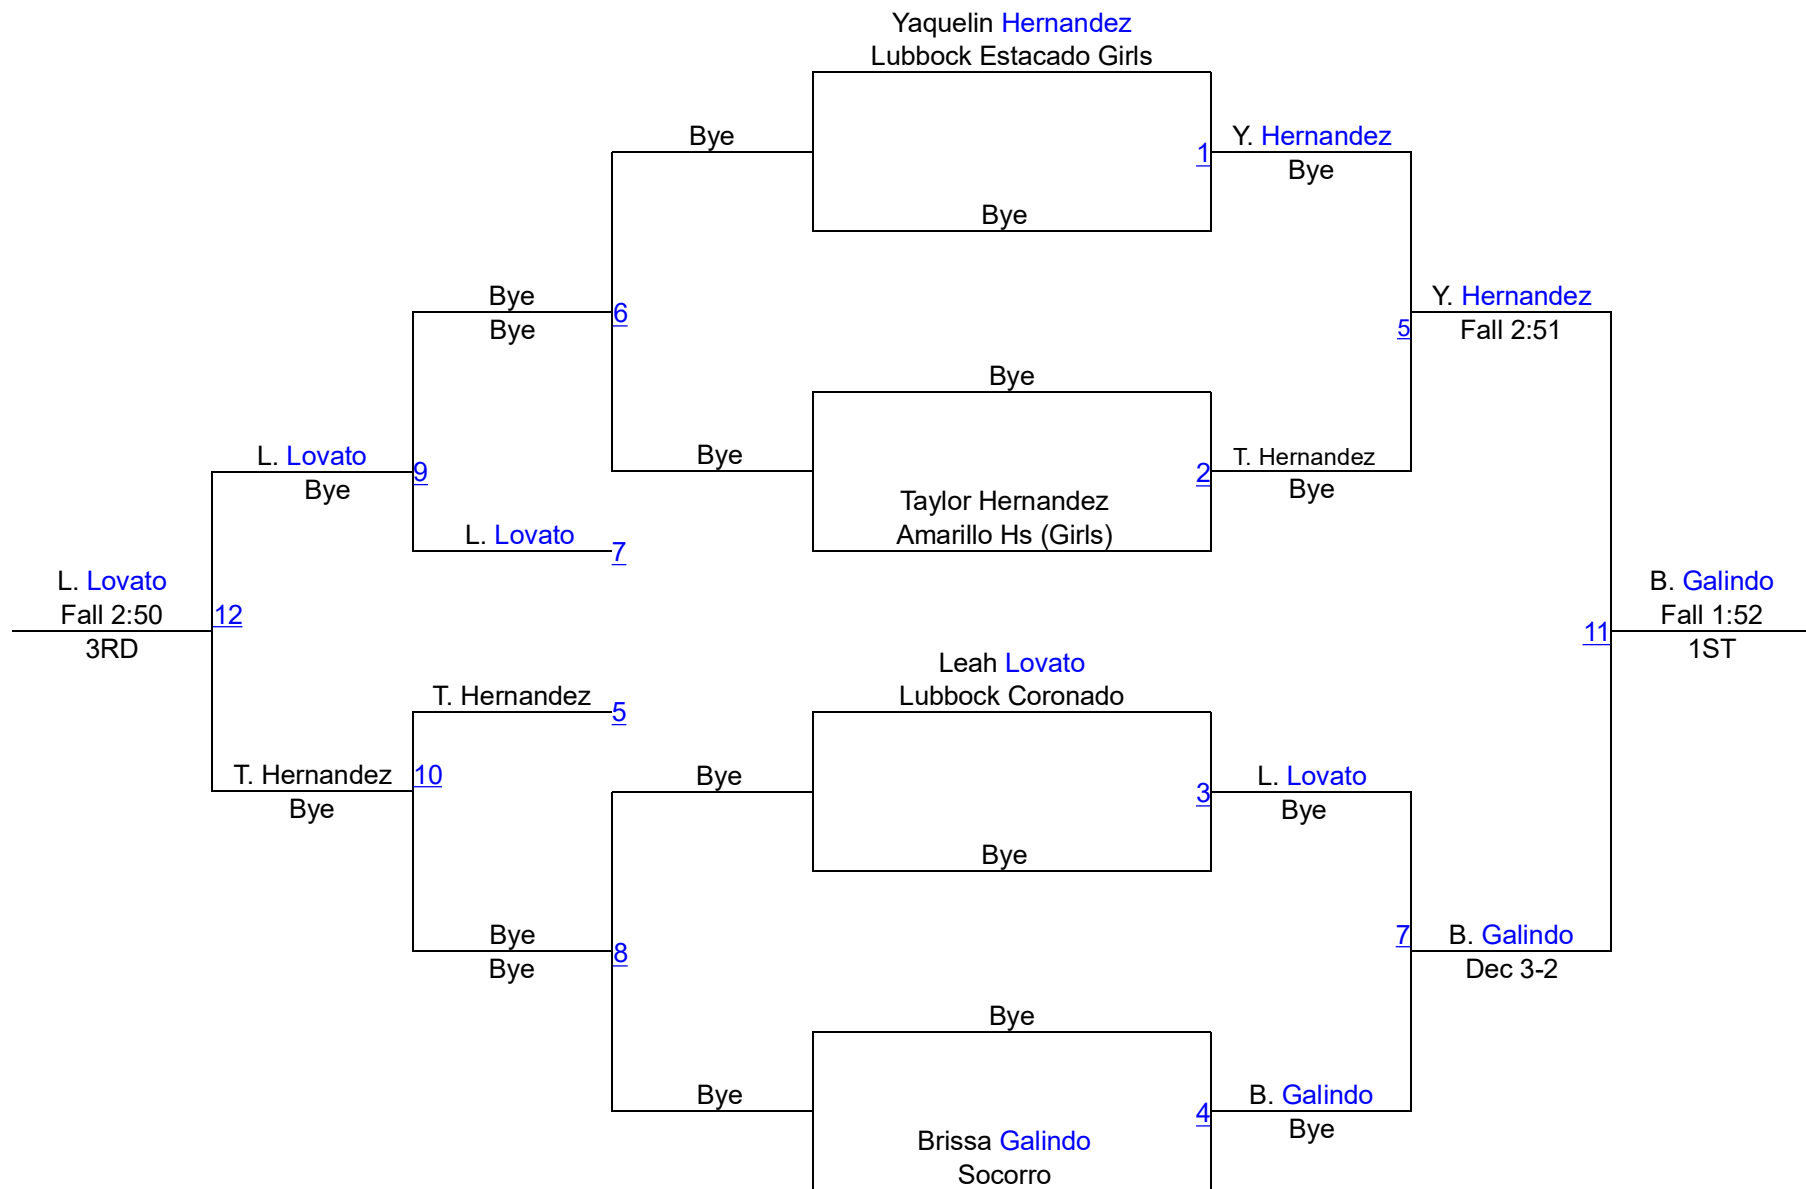 Yaquelin Hernandez
Lubbock Estacado Girls
Bye
1
Y. Hernandez
Bye
Bye
Bye
Bye
6
Y. Hernandez
5
Fall 2:51
Bye
L. Lovato
Bye
9
Bye
2
T. Hernandez
Bye
Taylor Hernandez
Amarillo Hs (Girls)
L. Lovato
7
L. Lovato
Fall 2:50
3RD
12
B. Galindo
Fall 1:52
1ST
11
Leah Lovato
Lubbock Coronado
T. Hernandez
5
T. Hernandez
Bye
10
Bye
3
L. Lovato
Bye
Bye
Bye
Bye
8
7
B. Galindo
Dec 3-2
Bye
Bye
4
B. Galindo
Bye
Brissa Galindo
Socorro